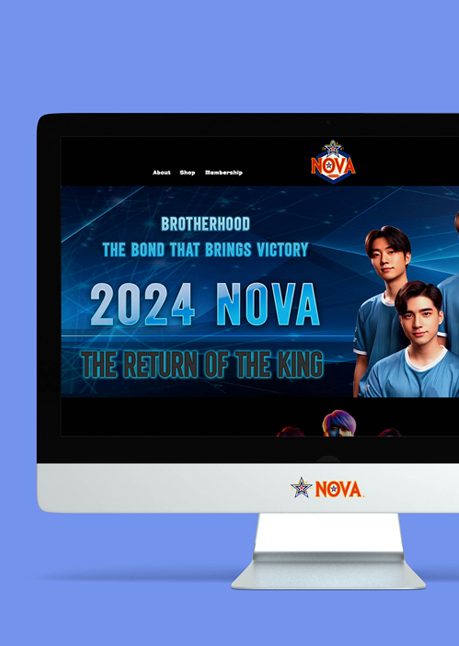 About Shop Membership
NOVA
BROTHERHOOD
THE BOND THAT BRINGS VICTORY
2024 NOVA
THE RETURN OF THE KING
NOVA